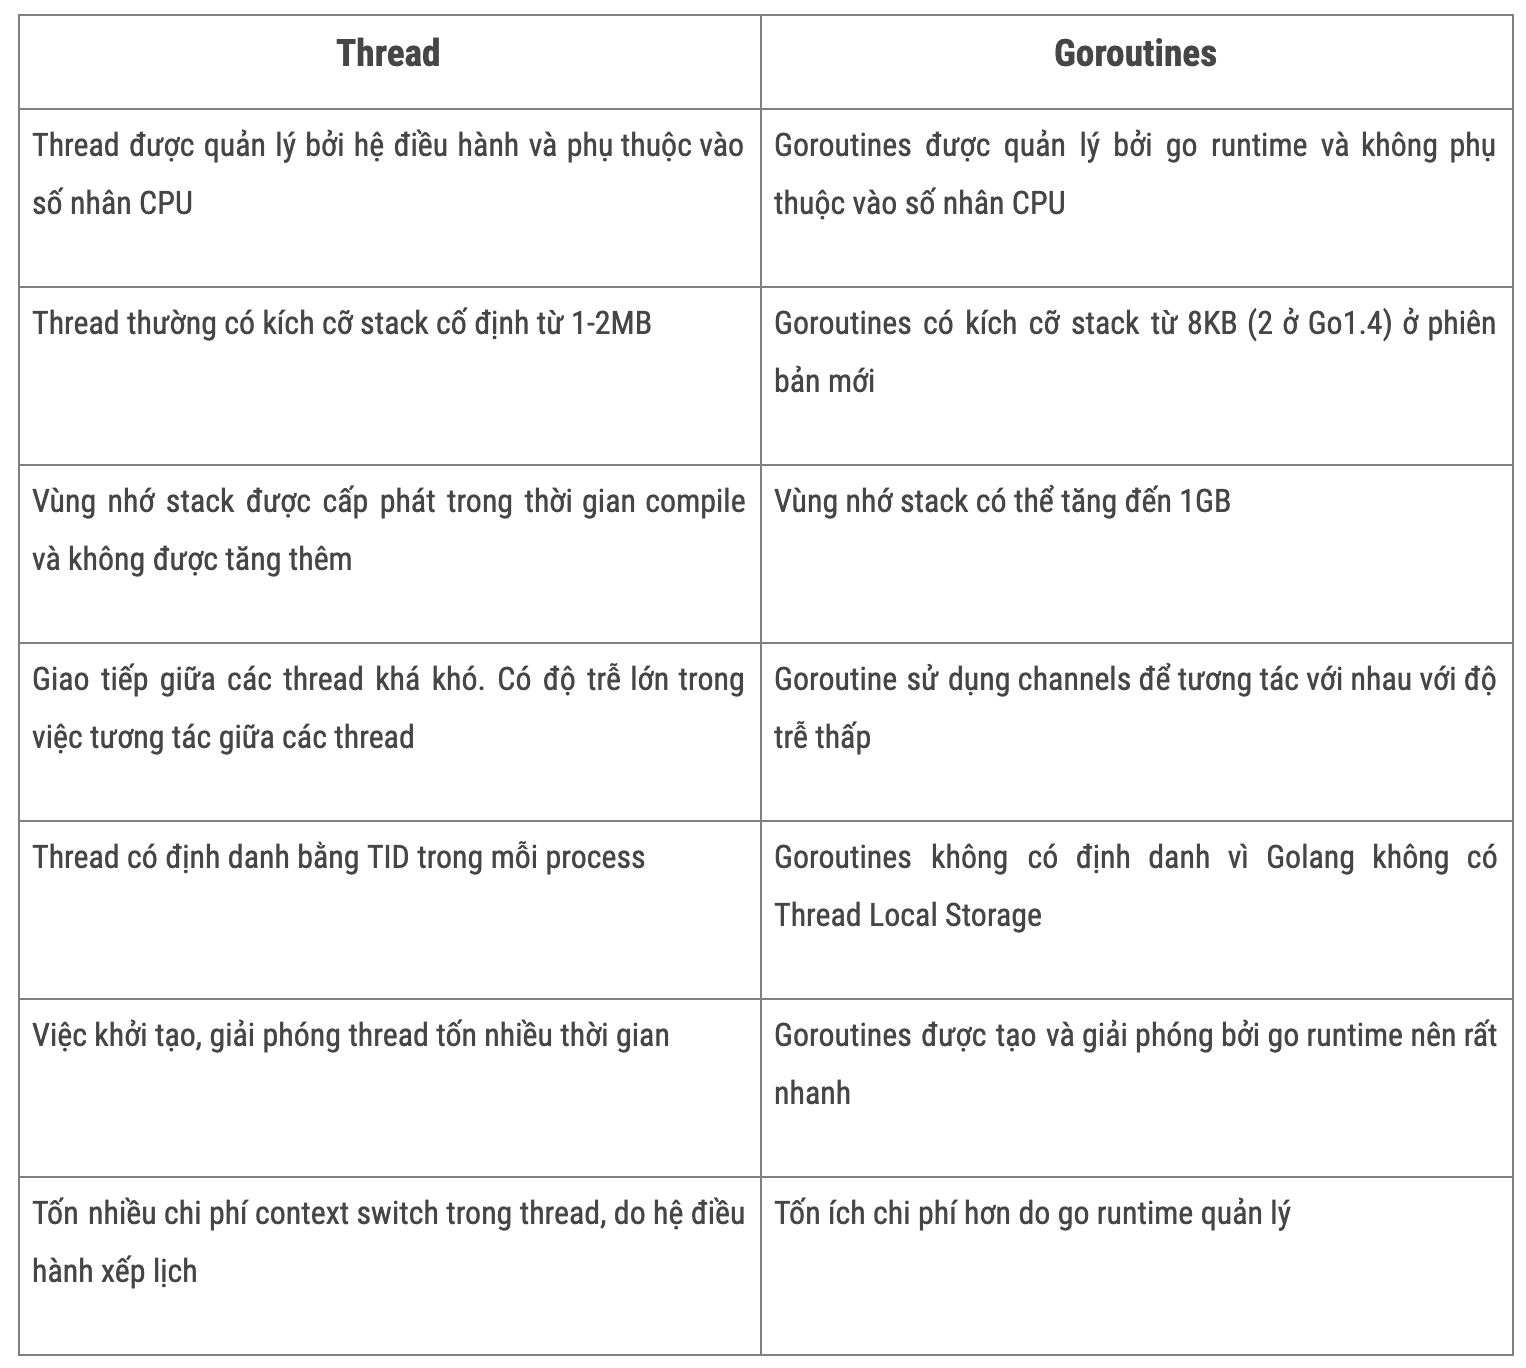 Thread
Goroutines
Thread được quản lý bởi hệ điều hành và phụ thuộc vào
số nhân CPU
Goroutines được quản lý bởi go runtime và không phụ
thuộc vào số nhân CPU
Thread thường có kích cỡ stack cố định từ 1-2MB
Goroutines có kích cỡ stack từ 8KB (2 ở Go1.4) ở phiên
bản mới
Vùng nhớ stack được cấp phát trong thời gian compile
và không được tăng thêm
Vùng nhớ stack có thể tăng đến 1GB
Giao tiếp giữa các thread khá khó. Có độ trễ lớn trong
việc tương tác giữa các thread
Goroutine sử dụng channels để tương tác với nhau với độ
trễ thấp
Thread có định danh bằng TID trong mỗi process
Goroutines không có định danh vì Golang không có
Thread Local Storage
Việc khởi tạo, giải phóng thread tốn nhiều thời gian
Goroutines được tạo và giải phóng bởi go runtime nên rất
nhanh
Tốn nhiều chi phí context switch trong thread, do hệ điều
hành xếp lịch
Tốn ích chi phí hơn do go runtime quản lý